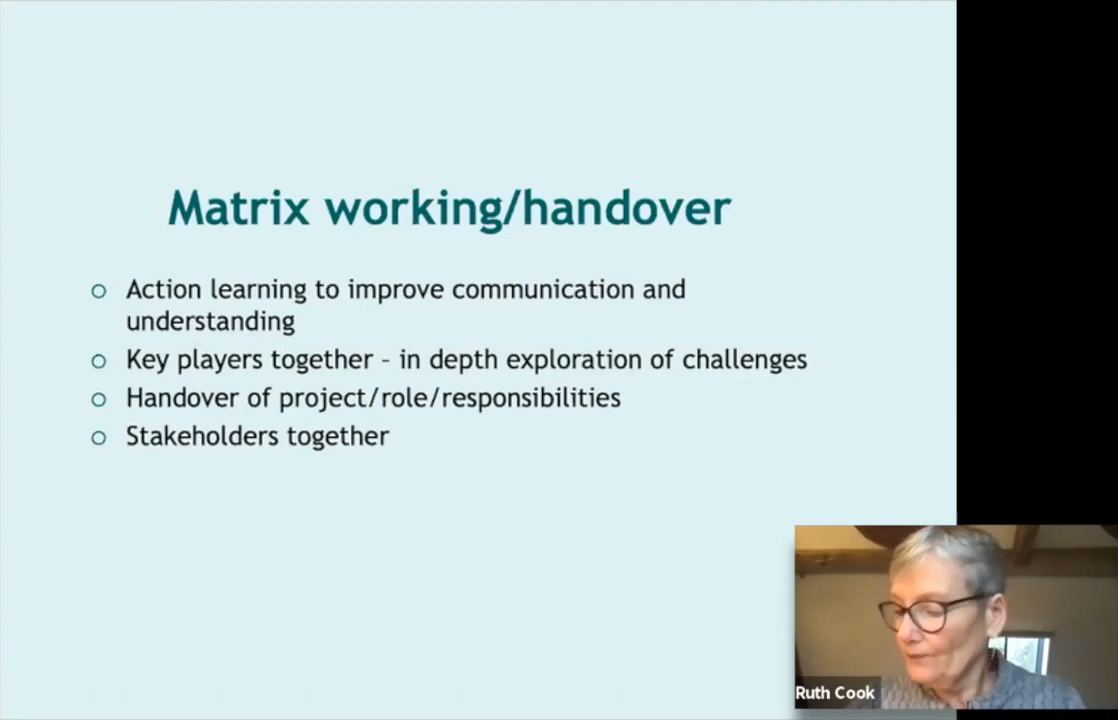 Matrix working/handover
Action learning to improve communication and
understanding
Key players together – in depth exploration of challenges
Handover of project/role/responsibilities
Stakeholders together
Ruth Cook